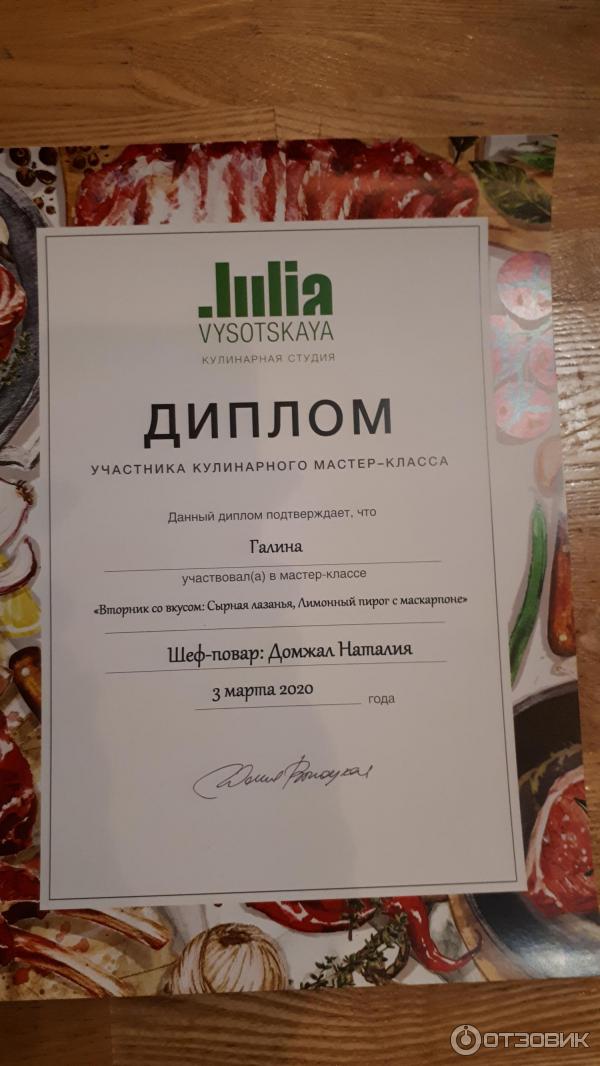 Julia
VYSOTSKAYA
КУЛИНАРНАЯ СТУДИЯ
ДИПЛОМ
УЧАСТНИКА КУЛИНАРНОГО МАСТЕР-КЛАССА
Данный диплом подтверждает, что
Галина
участвовал(а) в мастер-классе
«Вторник со вкусом: Сырная лазанья, Лимонный пирог с маскарпоне»
Шеф-повар: Домжал Наталия
3 марта 2020 года
ОТЗОВИК